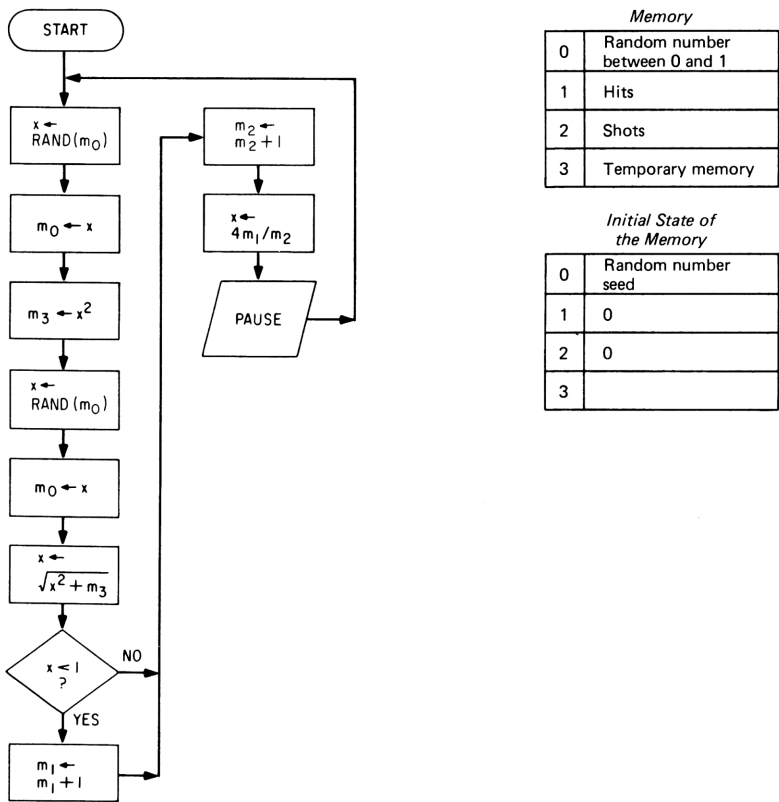 START
x ←
RAND(m₀)
m₀ ← x
m₃ ← x²
x ←
RAND(m₀)
m₀ ← x
x ←
√x² + m₃
x < 1
?
NO
YES
m₁ ←
m₁ + 1
m₂ ←
m₂ + 1
x ←
4m₁/m₂
PAUSE
Memory
0 Random number
between 0 and 1
1 Hits
2 Shots
3 Temporary memory
Initial State of
the Memory
0 Random number
seed
1 0
2 0
3